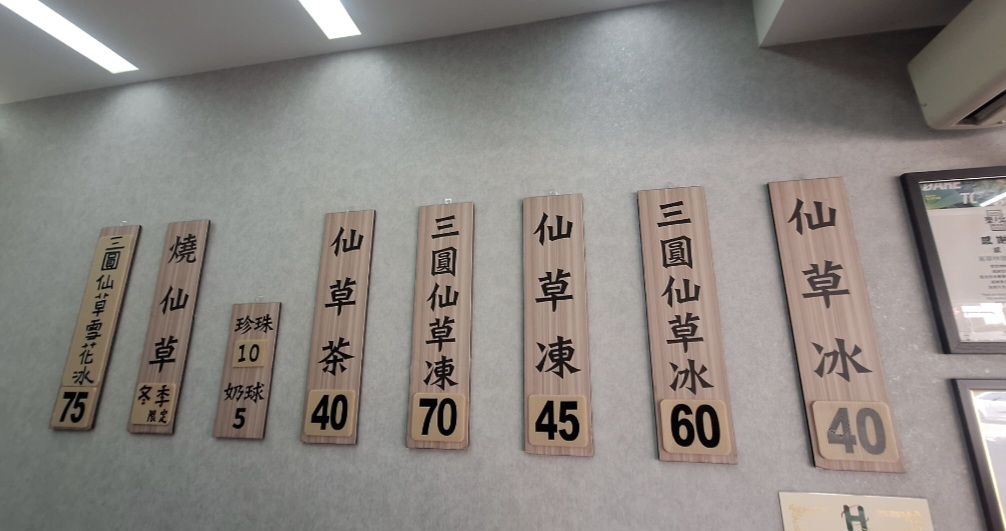 仙草冰
40
三圓仙草冰
60
仙草凍
45
三圓仙草凍
70
仙草茶
40
珍珠
10
奶球
5
燒仙草
冬季
限定
三圓仙草雪花冰
75
H